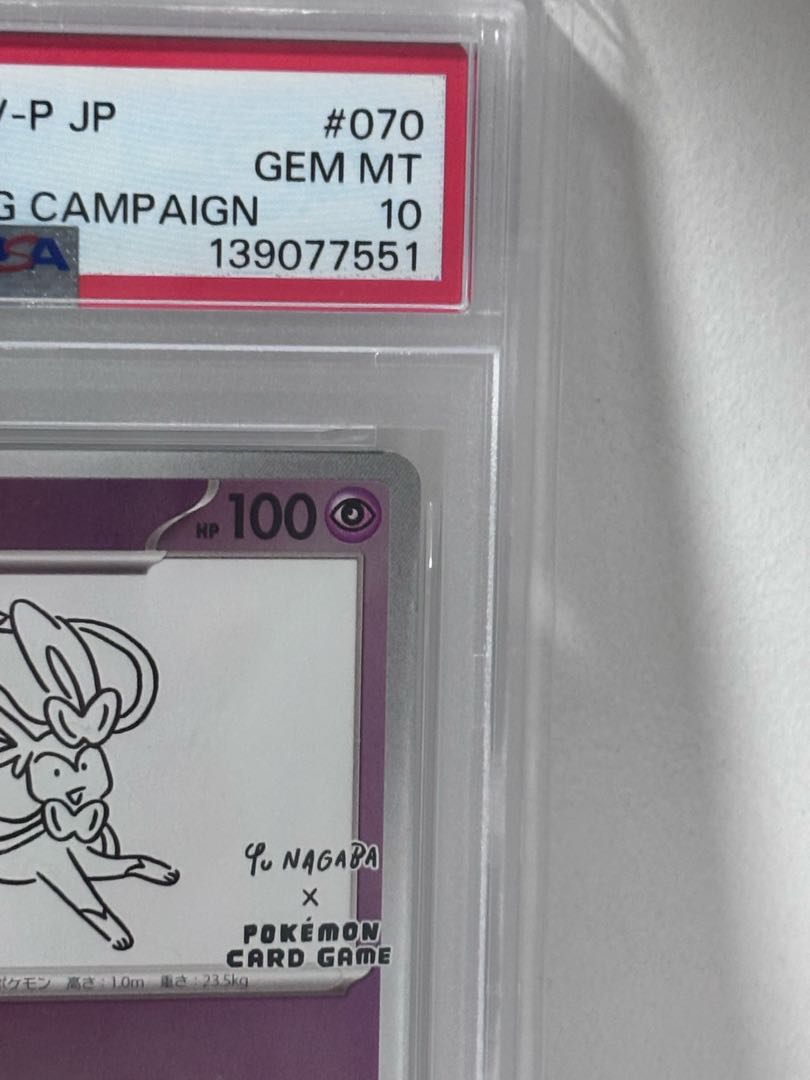 V-P JP #070
GEM MT
G CAMPAIGN 10
PSA 139077551
HP 100
Yu NAGABA
×
POKÉMON
CARD GAME
ポケモン 高さ：1.0m 重さ：23.5kg